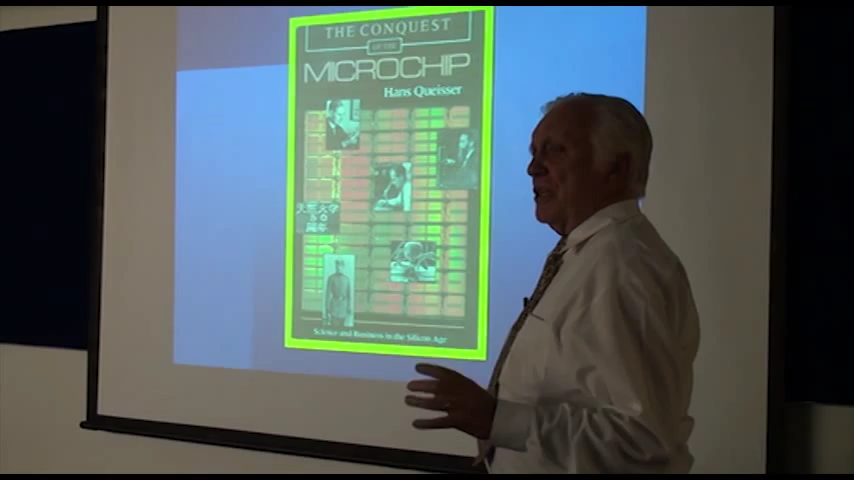 THE CONQUEST
OF THE
MICROCHIP
Hans Queisser
Science and Business in the Silicon Age